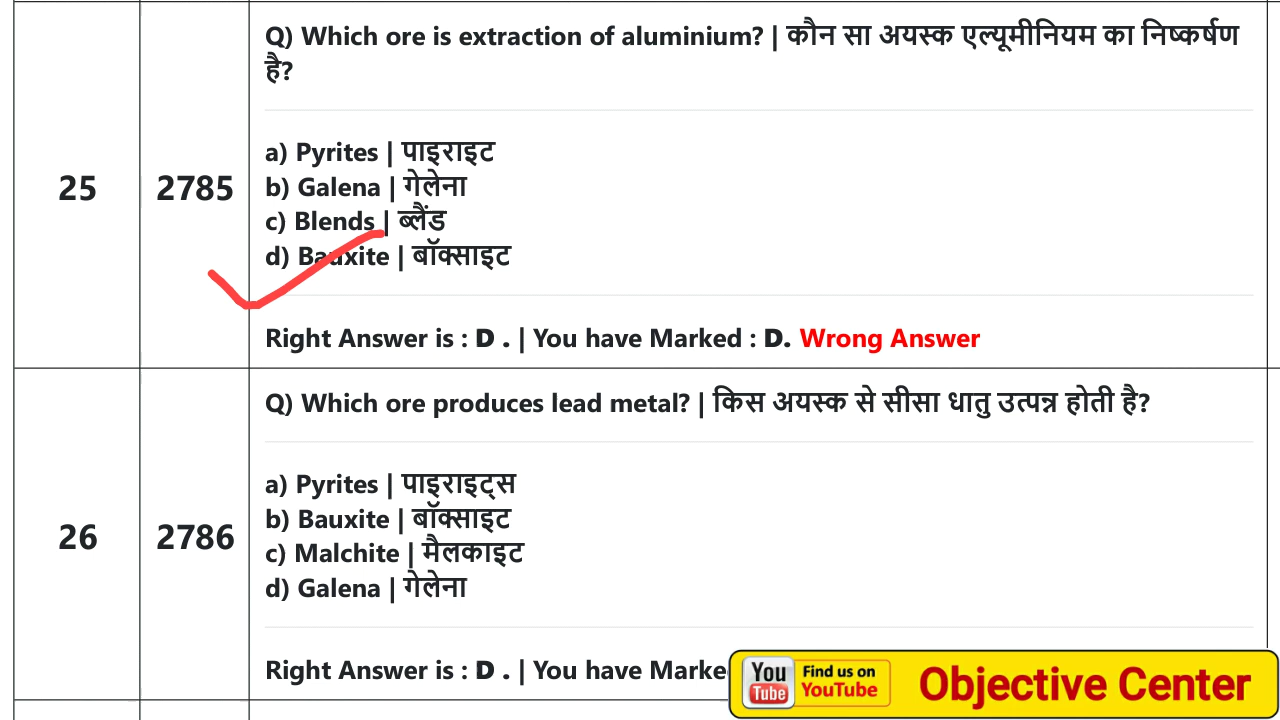 Q) Which ore is extraction of aluminium? | कौन सा अयस्क एल्यूमीनियम का निष्कर्षण
है?
a) Pyrites | पाइराइट
25
2785
b) Galena | गेलेना
c) Blends | ब्लैंड
d) Bauxite | बॉक्साइट
Right Answer is : D . | You have Marked : D. Wrong Answer
Q) Which ore produces lead metal? | किस अयस्क से सीसा धातु उत्पन्न होती है?
a) Pyrites | पाइराइट्स
b) Bauxite | बॉक्साइट
26
2786
c) Malchite | मैलकाइट
d) Galena | गेलेना
Right Answer is : D . | You have Marke
You
Tube
Find us on
YouTube
Objective Center